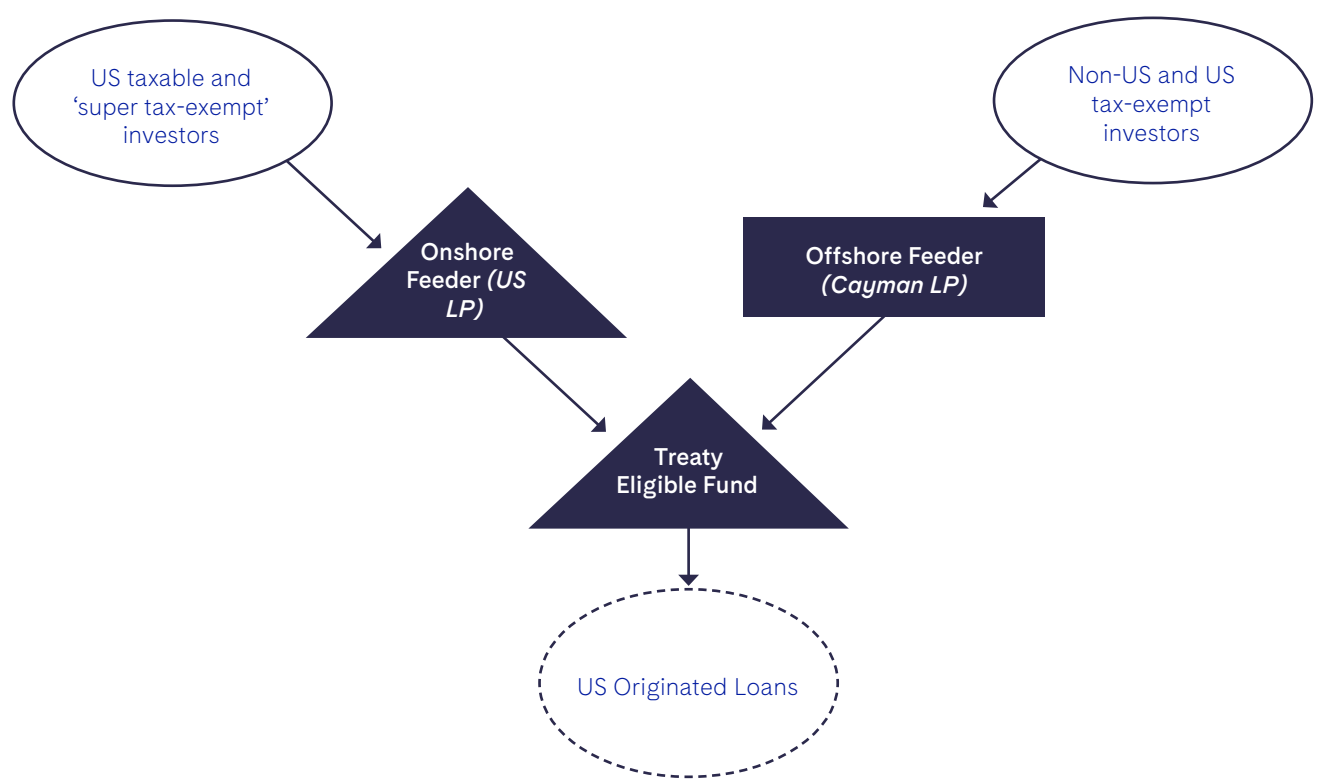 US taxable and
‘super tax-exempt’
investors
Non-US and US
tax-exempt
investors
Onshore
Feeder (US
LP)
Offshore Feeder
(Cayman LP)
Treaty
Eligible Fund
US Originated Loans